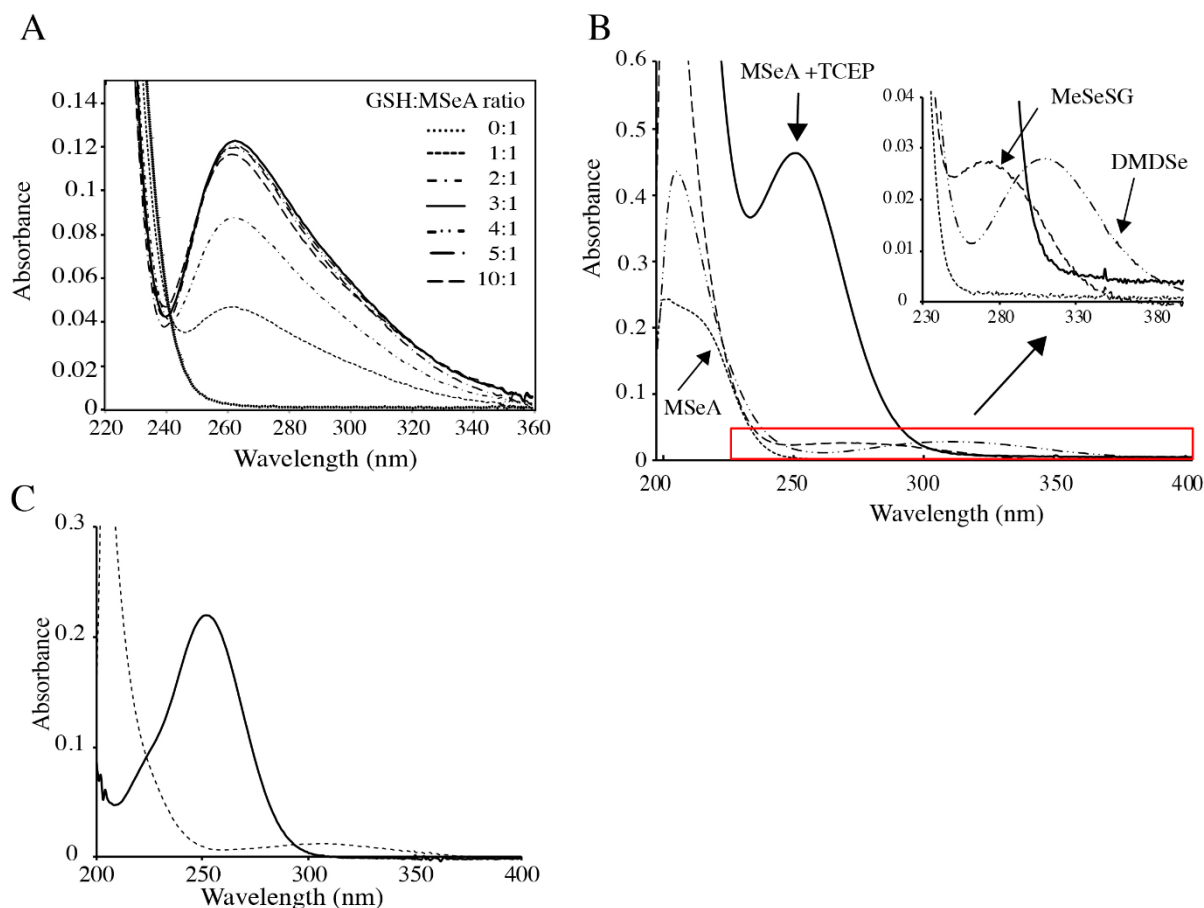 A
0.14
0.12
0.1
0.08
0.06
0.04
0.02
0
220 240 260 280 300 320 340 360
Absorbance
Wavelength (nm)
GSH:MSeA ratio
0:1
1:1
2:1
3:1
4:1
5:1
10:1
B
0.6
0.5
0.4
0.3
0.2
0.1
0
200 250 300 350 400
Absorbance
Wavelength (nm)
MSeA +TCEP
MSeA
0.04
0.03
0.02
0.01
0
230 280 330 380
MeSeSG
DMDSe
C
0.3
0.2
0.1
0
200 250 300 350 400
Absorbance
Wavelength (nm)